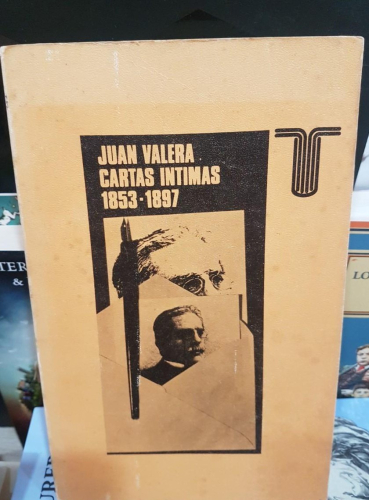 JUAN VALERA
CARTAS INTIMAS
1853-1897